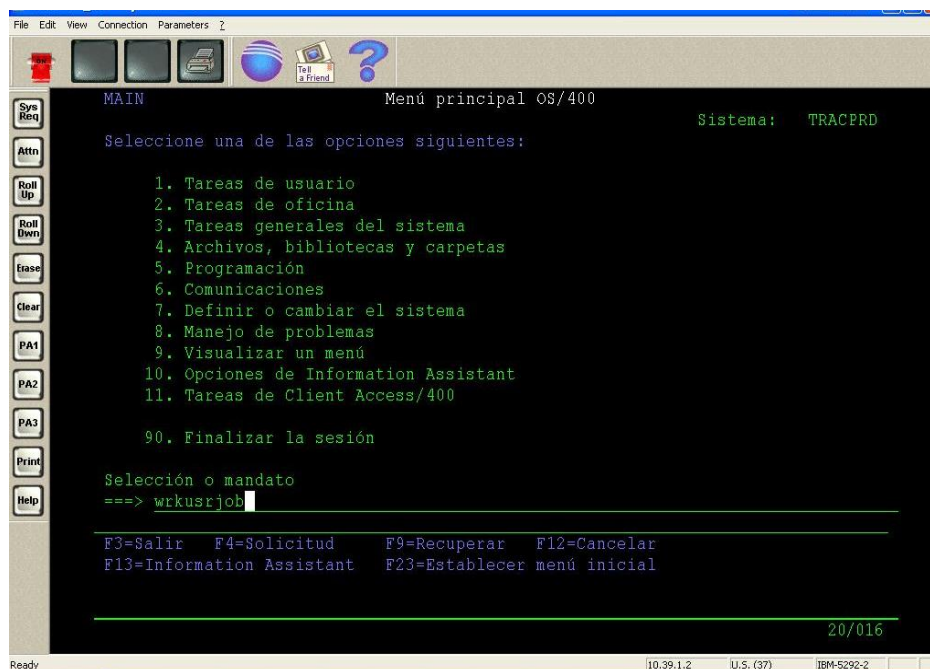 File Edit View Connection Parameters ?
Tell
a Friend
Sys
Req
Attn
Roll
Up
Roll
Dwn
Erase
Clear
PA1
PA2
PA3
Print
Help
MAIN Menú principal OS/400
Sistema: TRACPRD
Seleccione una de las opciones siguientes:
1. Tareas de usuario
2. Tareas de oficina
3. Tareas generales del sistema
4. Archivos, bibliotecas y carpetas
5. Programación
6. Comunicaciones
7. Definir o cambiar el sistema
8. Manejo de problemas
9. Visualizar un menú
10. Opciones de Information Assistant
11. Tareas de Client Access/400
90. Finalizar la sesión
Selección o mandato
===> wrkusrjob
F3=Salir F4=Solicitud F9=Recuperar F12=Cancelar
F13=Information Assistant F23=Establecer menú inicial
20/016
Ready 10.39.1.2 U.S. (37) IBM-5292-2